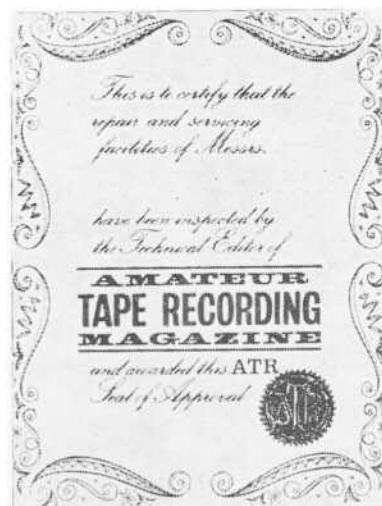 This is to certify that the
repair and servicing
facilities of Messrs.
have been inspected by
the Technical Editor of
AMATEUR
TAPE RECORDING
MAGAZINE
and awarded this ATR
Seal of Approval